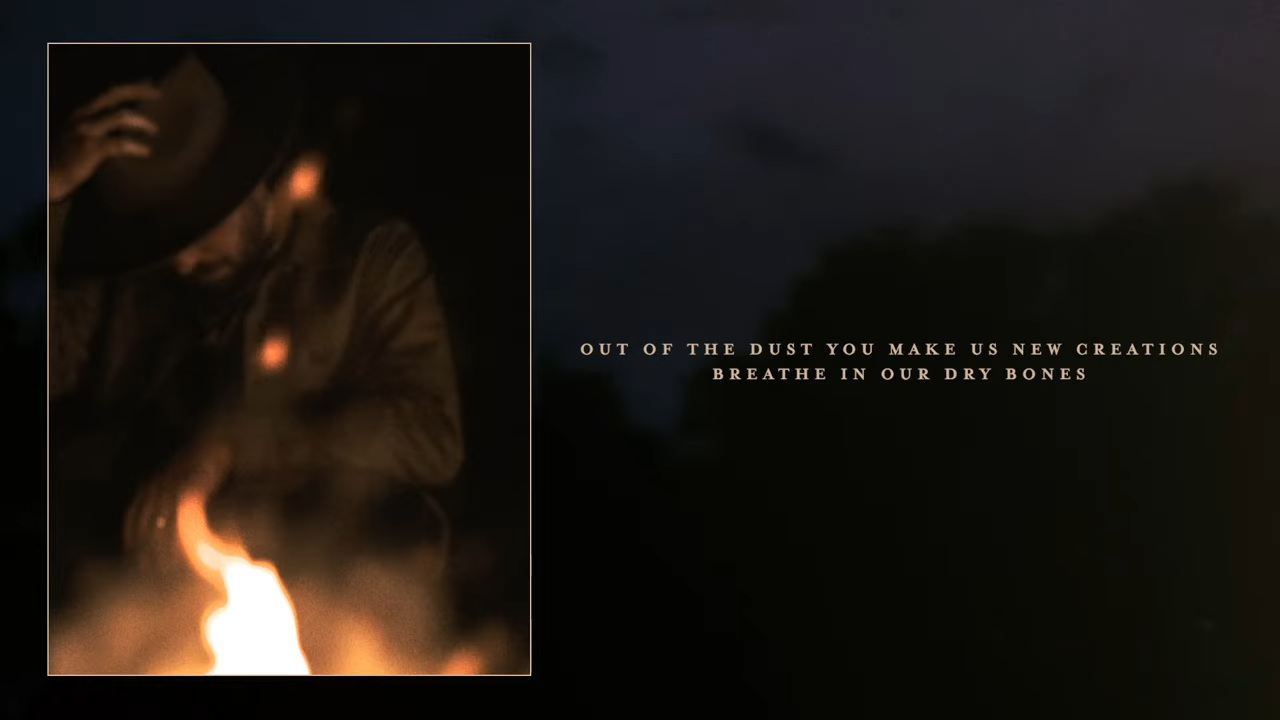 OUT OF THE DUST YOU MAKE US NEW CREATIONS
BREATHE IN OUR DRY BONES